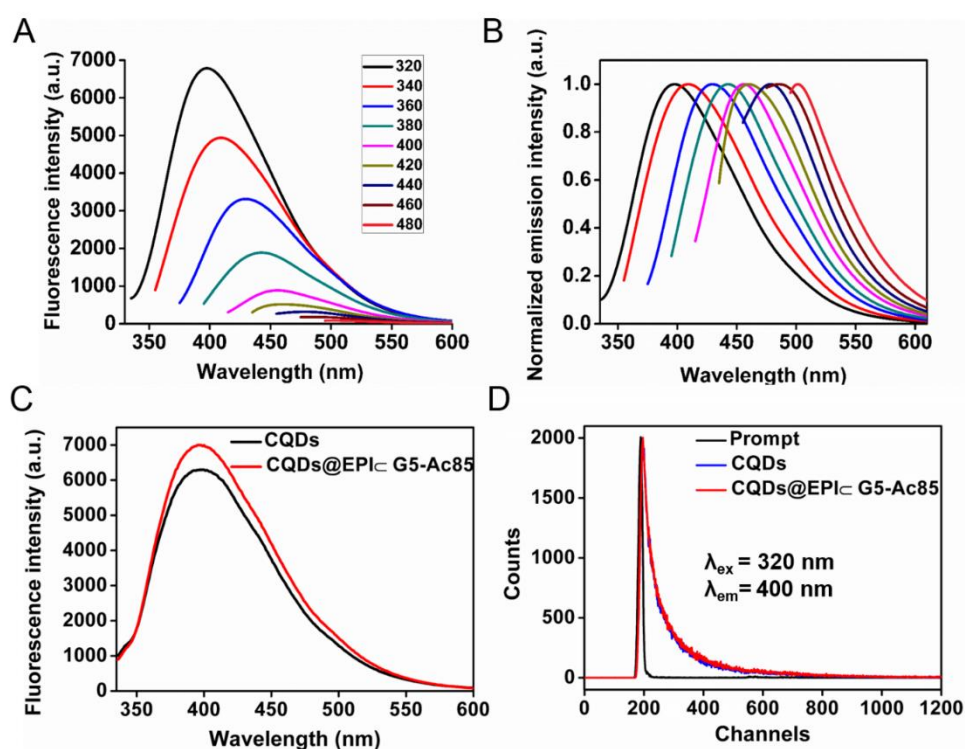 A
Fluorescence intensity (a.u.)
7000
6000
5000
4000
3000
2000
1000
0
350 400 450 500 550 600
Wavelength (nm)
320
340
360
380
400
420
440
460
480
B
Normalized emission intensity (a.u.)
1.0
0.8
0.6
0.4
0.2
0.0
350 400 450 500 550 600
Wavelength (nm)
C
Fluorescence intensity (a.u.)
7000
6000
5000
4000
7000
3000
2000
1000
0
350 400 450 500 550 600
Wavelength (nm)
CQDs
CQDs@EPI⊂ G5-Ac85
D
Counts
2000
1500
1000
500
0
0 200 400 600 800 1000 1200
Channels
Prompt
CQDs
CQDs@EPI⊂ G5-Ac85
λex = 320 nm
λem= 400 nm